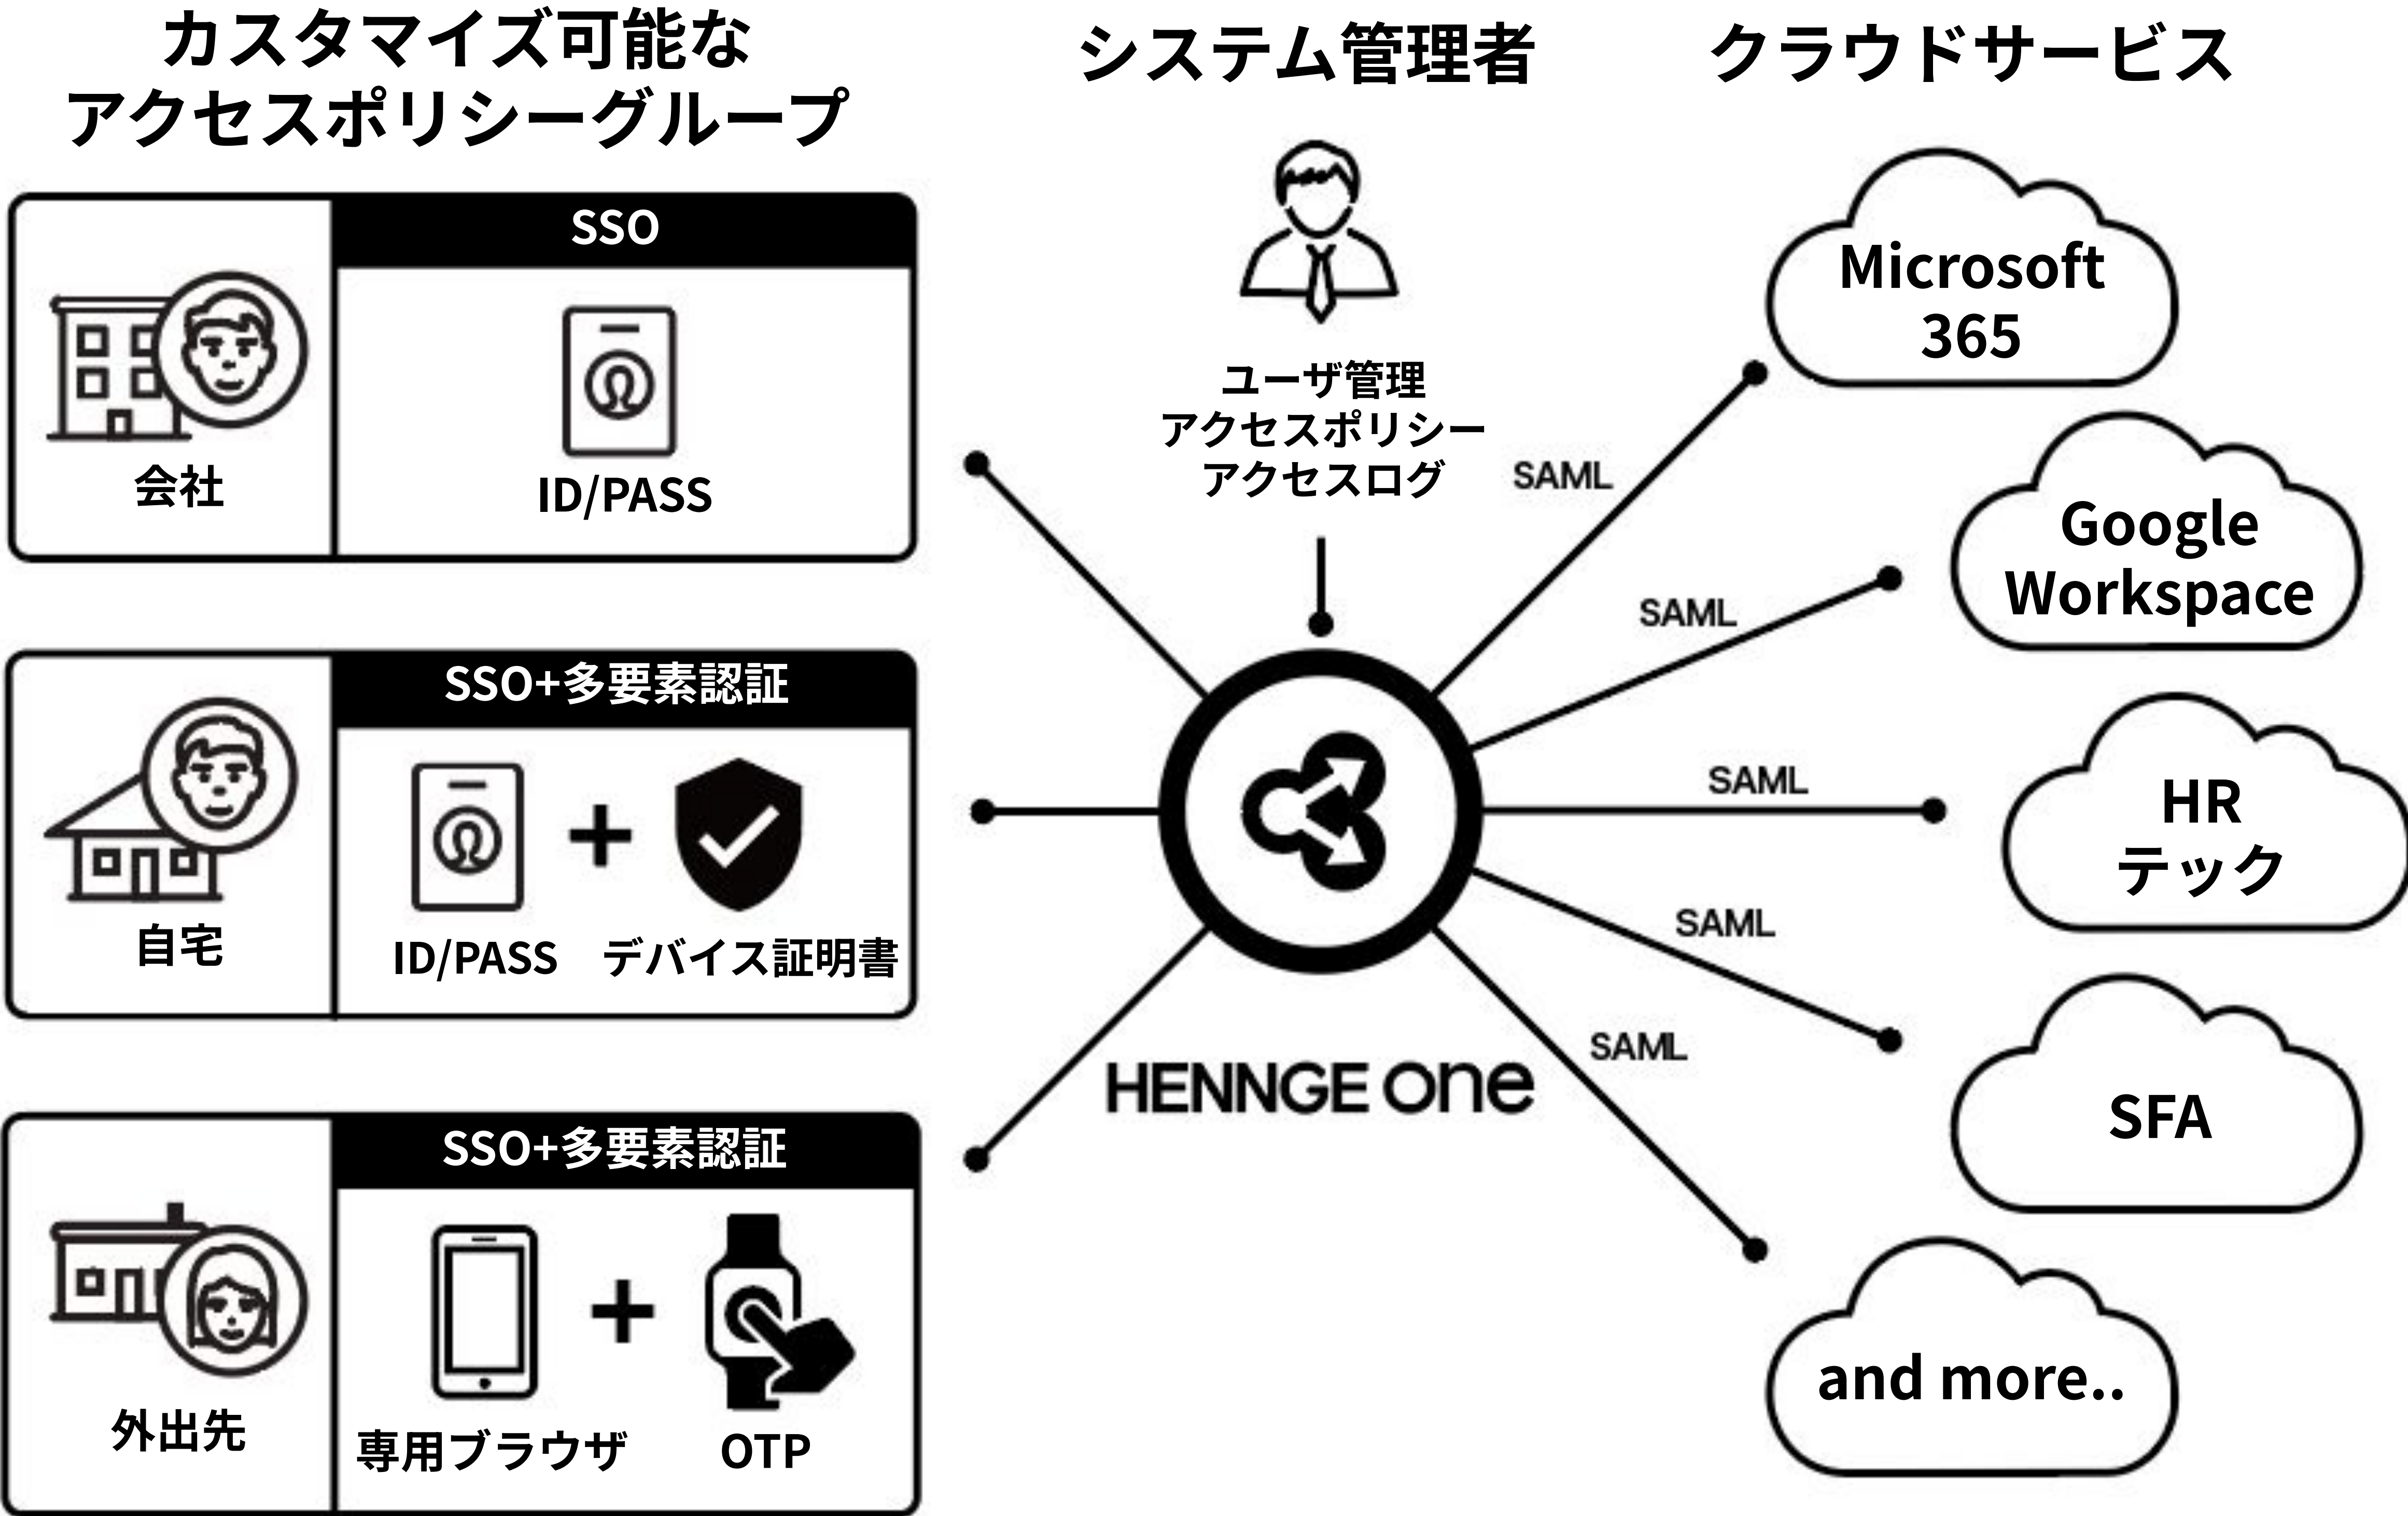 カスタマイズ可能な
アクセスポリシーグループ
SSO
会社
ID/PASS
SSO+多要素認証
自宅
ID/PASS
デバイス証明書
SSO+多要素認証
外出先
専用ブラウザ
OTP
システム管理者
ユーザ管理
アクセスポリシー
アクセスログ
HENNGE one
SAML
SAML
SAML
SAML
SAML
クラウドサービス
Microsoft
365
Google
Workspace
HR
テック
SFA
and more..